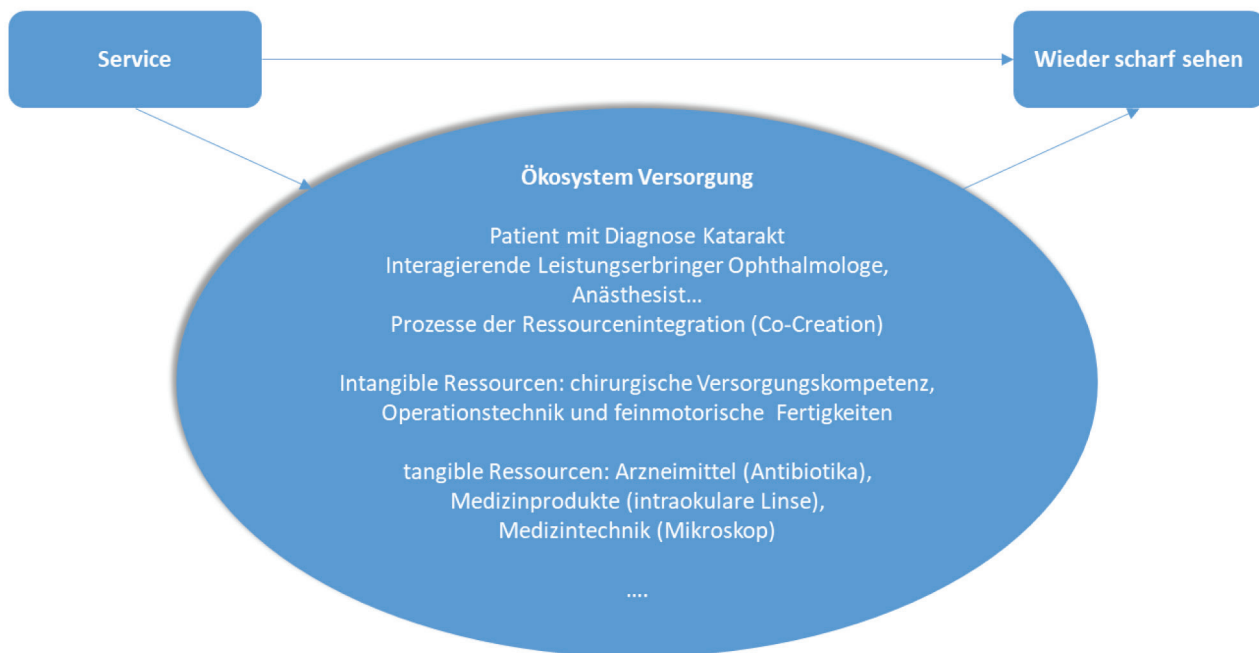 Service
Wieder scharf sehen
Ökosystem Versorgung
Patient mit Diagnose Katarakt
Interagierende Leistungserbringer Ophthalmologe,
Anästhesist...
Prozesse der Ressourcenintegration (Co-Creation)
Intangible Ressourcen: chirurgische Versorgungskompetenz,
Operationstechnik und feinmotorische Fertigkeiten
tangible Ressourcen: Arzneimittel (Antibiotika),
Medizinprodukte (intraokulare Linse),
Medizintechnik (Mikroskop)
....